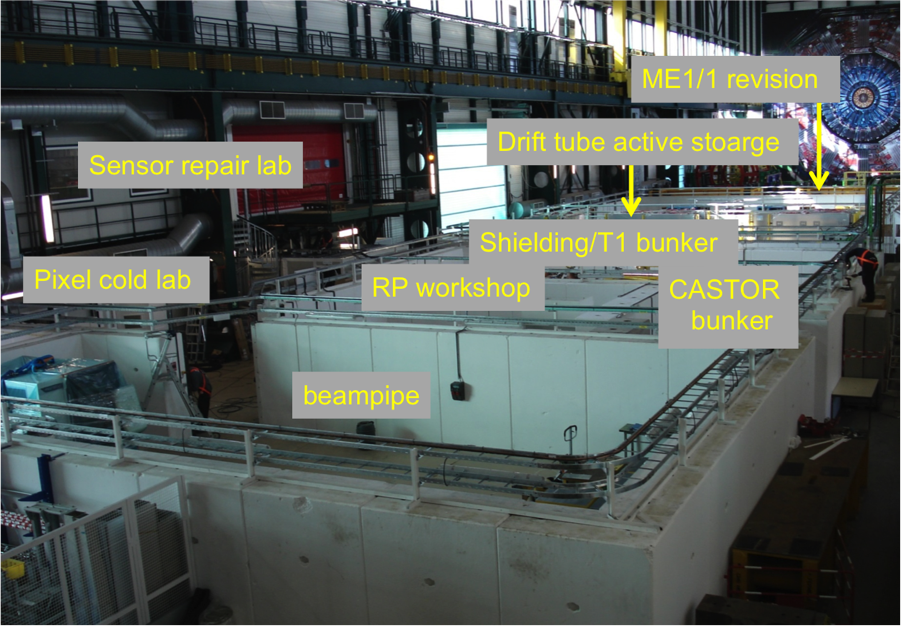 ME1/1 revision
Drift tube active stoarge
Sensor repair lab
Shielding/T1 bunker
Pixel cold lab
RP workshop
CASTOR
bunker
beampipe